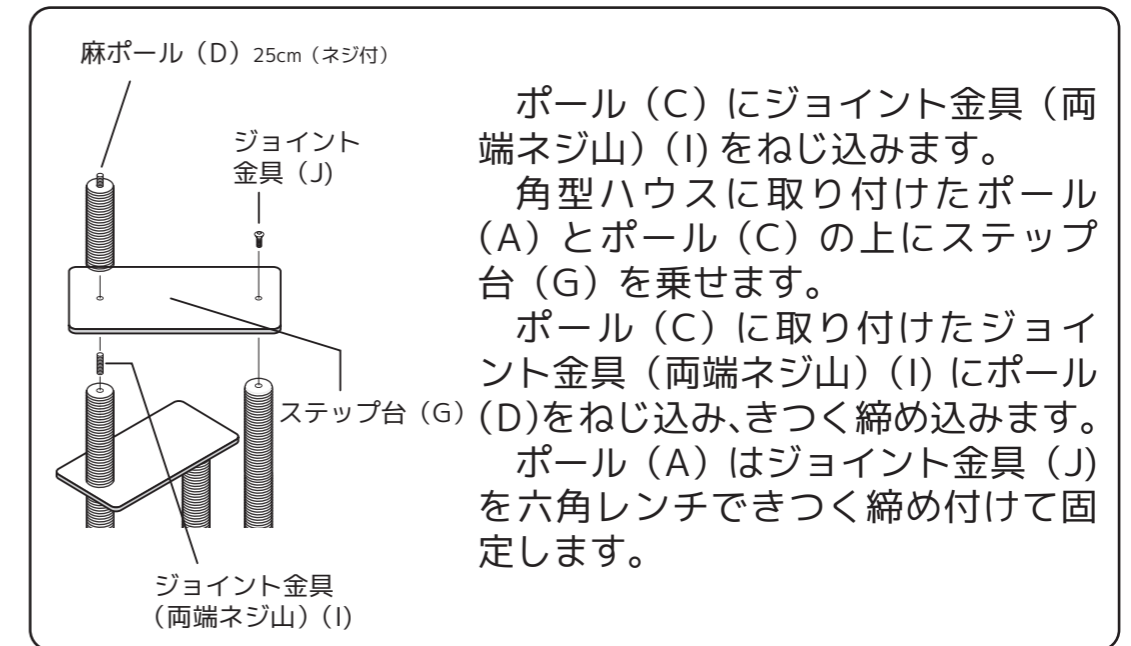 麻ポール（D）25cm（ネジ付）
ジョイント
金具（J)
ステップ台（G）
ジョイント金具
（両端ネジ山）（I)
ポール（C）にジョイント金具（両
端ネジ山）（I) をねじ込みます。
角型ハウスに取り付けたポール
（A）とポール（C）の上にステップ
台（G）を乗せます。
ポール（C）に取り付けたジョイ
ント金具（両端ネジ山）（I) にポール
（D)をねじ込み、きつく締め込みます。
ポール（A）はジョイント金具（J)
を六角レンチできつく締め付けて固
定します。